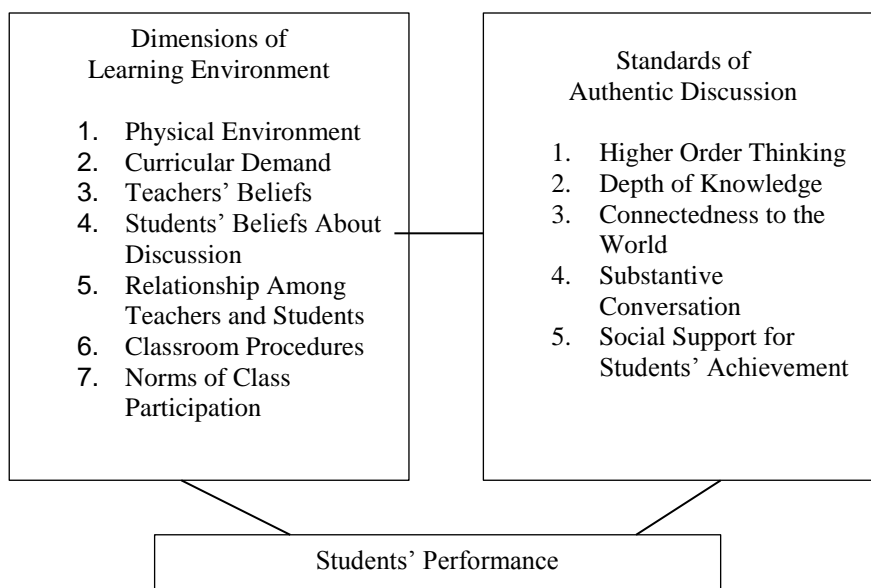 Dimensions of
Learning Environment
1. Physical Environment
2. Curricular Demand
3. Teachers’ Beliefs
4. Students’ Beliefs About
Discussion
5. Relationship Among
Teachers and Students
6. Classroom Procedures
7. Norms of Class
Participation
Standards of
Authentic Discussion
1. Higher Order Thinking
2. Depth of Knowledge
3. Connectedness to the
World
4. Substantive
Conversation
5. Social Support for
Students’ Achievement
Students’ Performance